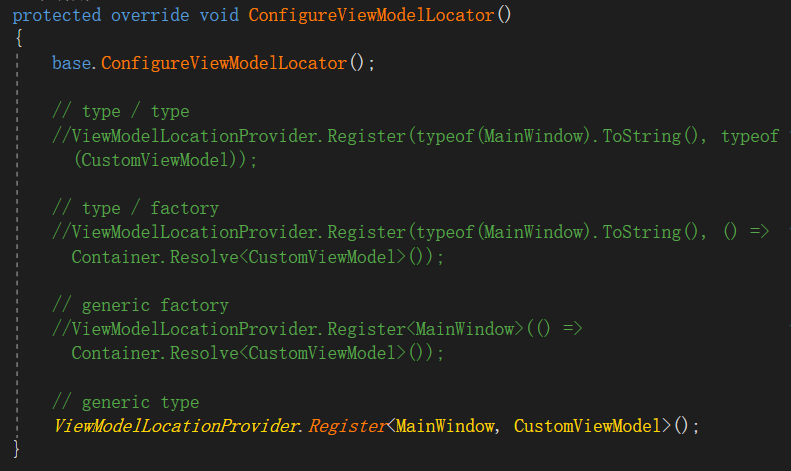 protected override void ConfigureViewModelLocator()
{
base.ConfigureViewModelLocator();
// type / type
//ViewModelLocationProvider.Register(typeof(MainWindow).ToString(), typeof
(CustomViewModel));
// type / factory
//ViewModelLocationProvider.Register(typeof(MainWindow).ToString(), () =>
Container.Resolve<CustomViewModel>());
// generic factory
//ViewModelLocationProvider.Register<MainWindow>(() =>
Container.Resolve<CustomViewModel>());
// generic type
ViewModelLocationProvider.Register<MainWindow, CustomViewModel>();
}